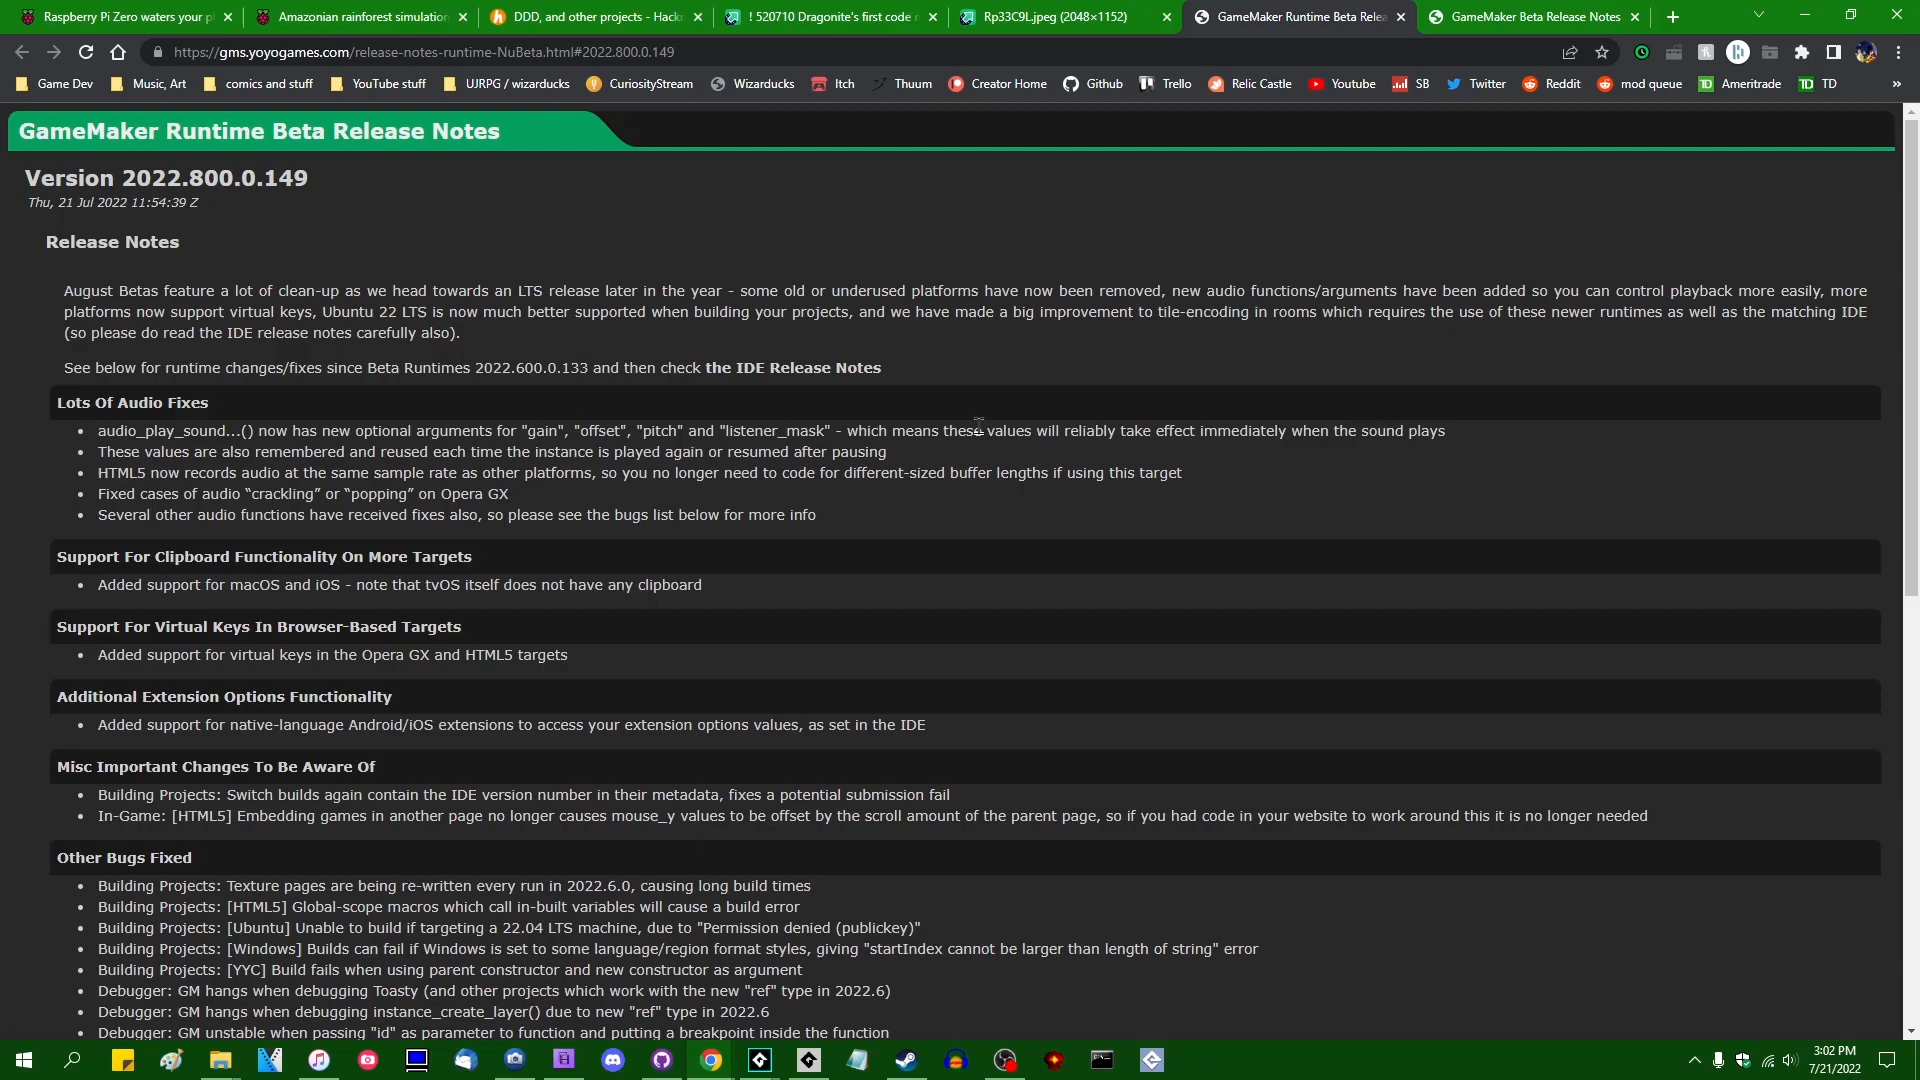 Raspberry Pi Zero waters your p
Amazonian rainforest simulation
DDD, and other projects - Hackr
! 520710 Dragonite's first code r
Rp33C9L.jpeg (2048×1152)
GameMaker Runtime Beta Relea
GameMaker Beta Release Notes
https://gms.yoyogames.com/release-notes-runtime-NuBeta.html#2022.800.0.149
Game Dev
Music, Art
comics and stuff
YouTube stuff
UJRPG / wizarducks
CuriosityStream
Wizarducks
Itch
Thuum
Creator Home
Github
Trello
Relic Castle
Youtube
SB
Twitter
Reddit
mod queue
Ameritrade
TD
GameMaker Runtime Beta Release Notes
Version 2022.800.0.149
Thu, 21 Jul 2022 11:54:39 Z
Release Notes
August Betas feature a lot of clean-up as we head towards an LTS release later in the year - some old or underused platforms have now been removed, new audio functions/arguments have been added so you can control playback more easily, more
platforms now support virtual keys, Ubuntu 22 LTS is now much better supported when building your projects, and we have made a big improvement to tile-encoding in rooms which requires the use of these newer runtimes as well as the matching IDE
(so please do read the IDE release notes carefully also).
See below for runtime changes/fixes since Beta Runtimes 2022.600.0.133 and then check the IDE Release Notes
Lots Of Audio Fixes
• audio_play_sound...() now has new optional arguments for "gain", "offset", "pitch" and "listener_mask" - which means these values will reliably take effect immediately when the sound plays
• These values are also remembered and reused each time the instance is played again or resumed after pausing
• HTML5 now records audio at the same sample rate as other platforms, so you no longer need to code for different-sized buffer lengths if using this target
• Fixed cases of audio “crackling” or “popping” on Opera GX
• Several other audio functions have received fixes also, so please see the bugs list below for more info
Support For Clipboard Functionality On More Targets
• Added support for macOS and iOS - note that tvOS itself does not have any clipboard
Support For Virtual Keys In Browser-Based Targets
• Added support for virtual keys in the Opera GX and HTML5 targets
Additional Extension Options Functionality
• Added support for native-language Android/iOS extensions to access your extension options values, as set in the IDE
Misc Important Changes To Be Aware Of
• Building Projects: Switch builds again contain the IDE version number in their metadata, fixes a potential submission fail
• In-Game: [HTML5] Embedding games in another page no longer causes mouse_y values to be offset by the scroll amount of the parent page, so if you had code in your website to work around this it is no longer needed
Other Bugs Fixed
• Building Projects: Texture pages are being re-written every run in 2022.6.0, causing long build times
• Building Projects: [HTML5] Global-scope macros which call in-built variables will cause a build error
• Building Projects: [Ubuntu] Unable to build if targeting a 22.04 LTS machine, due to "Permission denied (publickey)"
• Building Projects: [Windows] Builds can fail if Windows is set to some language/region format styles, giving "startIndex cannot be larger than length of string" error
• Building Projects: [YYC] Build fails when using parent constructor and new constructor as argument
• Debugger: GM hangs when debugging Toasty (and other projects which work with the new "ref" type in 2022.6)
• Debugger: GM hangs when debugging instance_create_layer() due to new "ref" type in 2022.6
• Debugger: GM unstable when passing "id" as parameter to function and putting a breakpoint inside the function
3:02 PM
7/21/2022